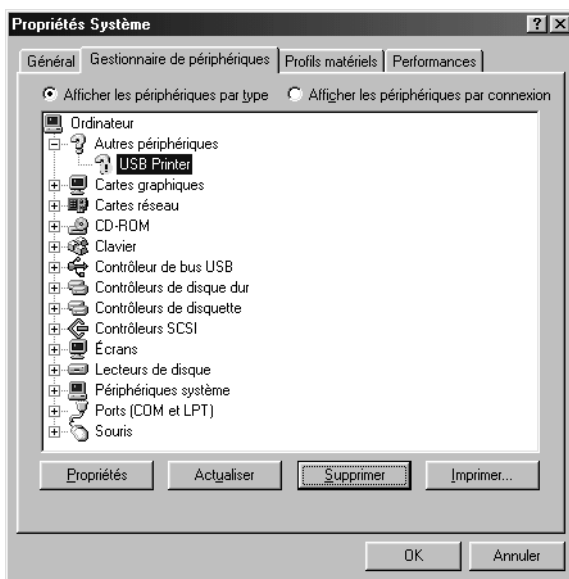 Propriétés Système
Général Gestionnaire de périphériques Profils matériels Performances
Afficher les périphériques par type Afficher les périphériques par connexion
Ordinateur
Autres périphériques
USB Printer
Cartes graphiques
Cartes réseau
CD-ROM
Clavier
Contrôleur de bus USB
Contrôleurs de disque dur
Contrôleurs de disquette
Contrôleurs SCSI
Écrans
Lecteurs de disque
Périphériques système
Ports (COM et LPT)
Souris
Propriétés Actualiser Supprimer Imprimer...
OK Annuler